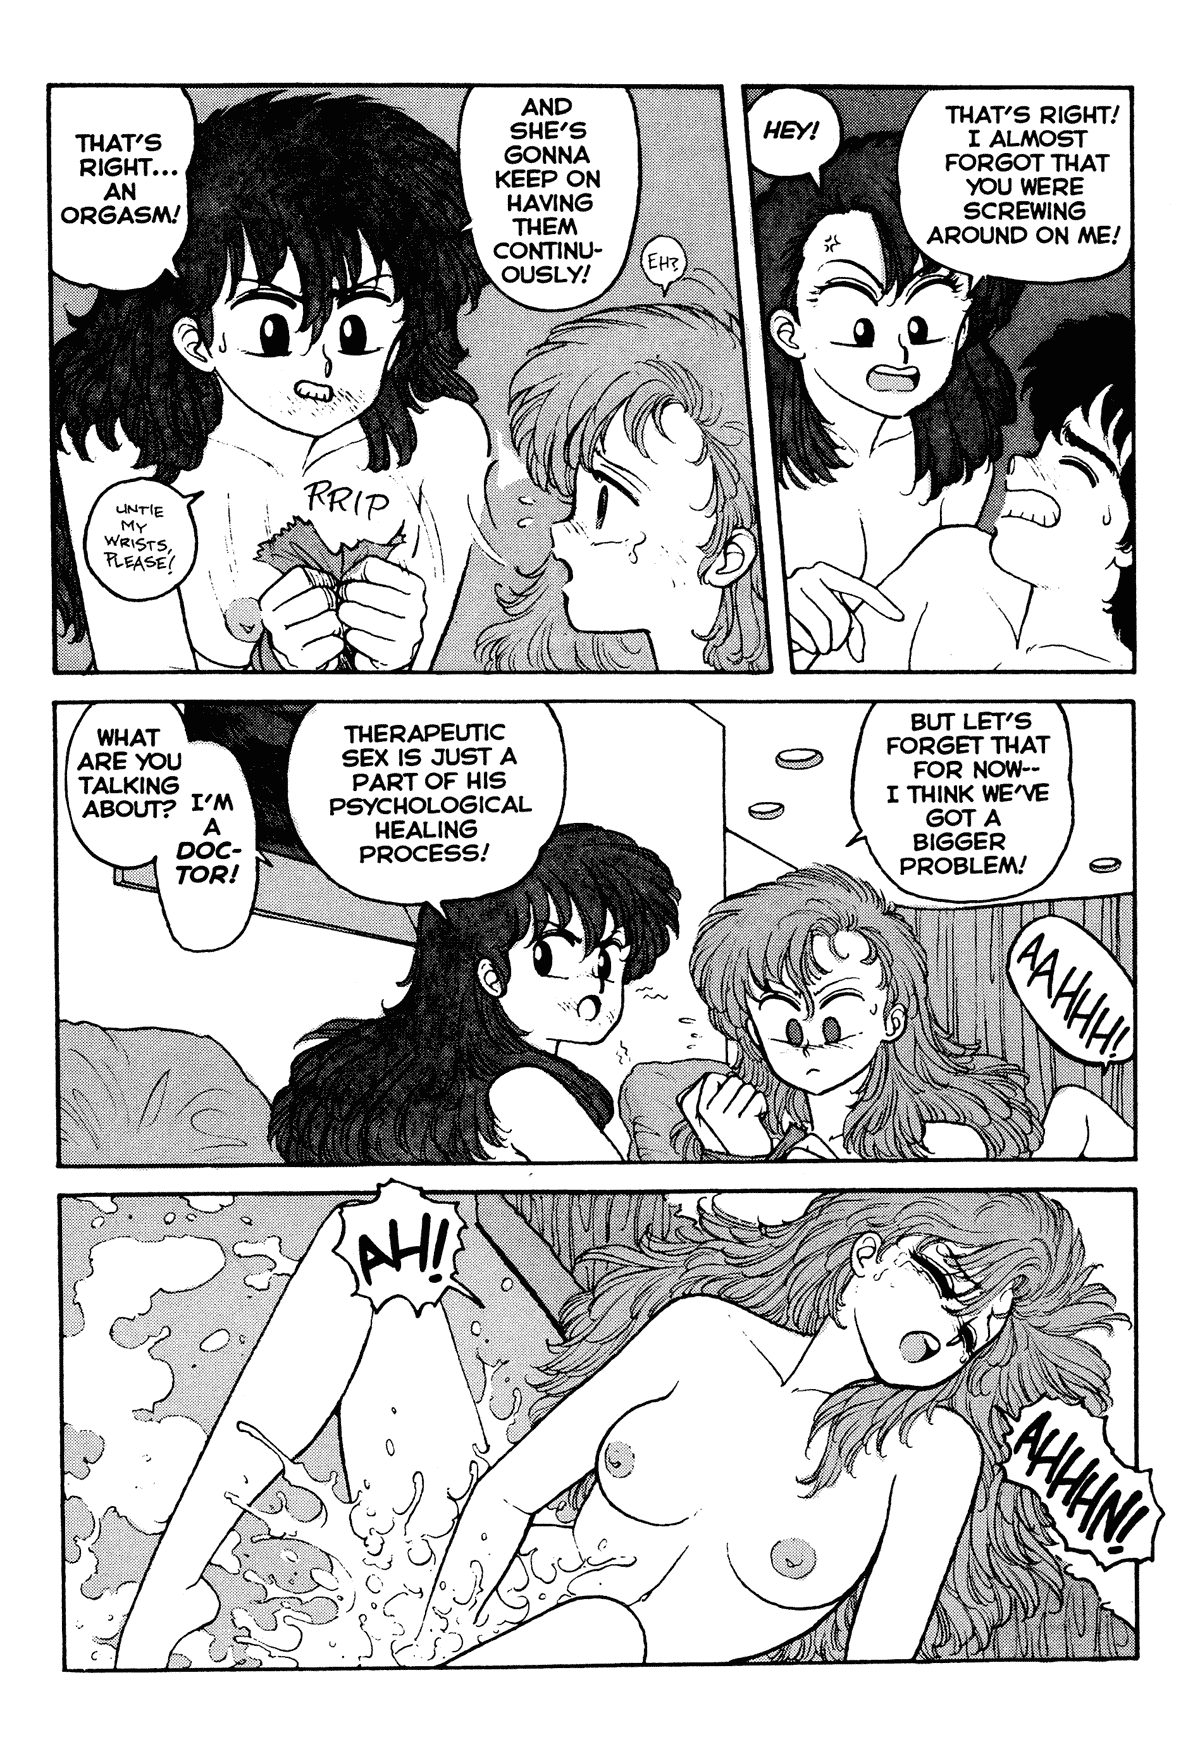 THAT'S
RIGHT...
AN
ORGASM!
AND
SHE'S
GONNA
KEEP ON
HAVING
THEM
CONTINU-
OUSLY!
EH?
UNTIE
MY
WRISTS,
PLEASE!
RRIP
HEY!
THAT'S RIGHT!
I ALMOST
FORGOT THAT
YOU WERE
SCREWING
AROUND ON ME!
WHAT
ARE YOU
TALKING
ABOUT?
I'M
A
DOC-
TOR!
THERAPEUTIC
SEX IS JUST A
PART OF HIS
PSYCHOLOGICAL
HEALING
PROCESS!
BUT LET'S
FORGET THAT
FOR NOW--
I THINK WE'VE
GOT A
BIGGER
PROBLEM!
AAHHH!
AH!
AHHHN!